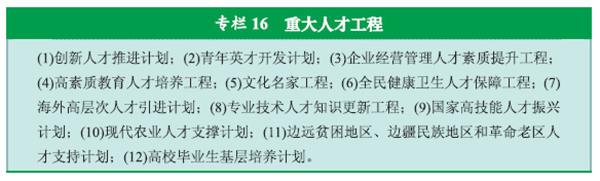 专栏 16 重大人才工程
(1)创新人才推进计划；(2)青年英才开发计划；(3)企业经营管理人才素质提升工程；
(4)高素质教育人才培养工程；(5)文化名家工程；(6)全民健康卫生人才保障工程；(7)
海外高层次人才引进计划；(8)专业技术人才知识更新工程；(9)国家高技能人才振兴
计划；(10)现代农业人才支撑计划；(11)边远贫困地区、边疆民族地区和革命老区人
才支持计划；(12)高校毕业生基层培养计划。